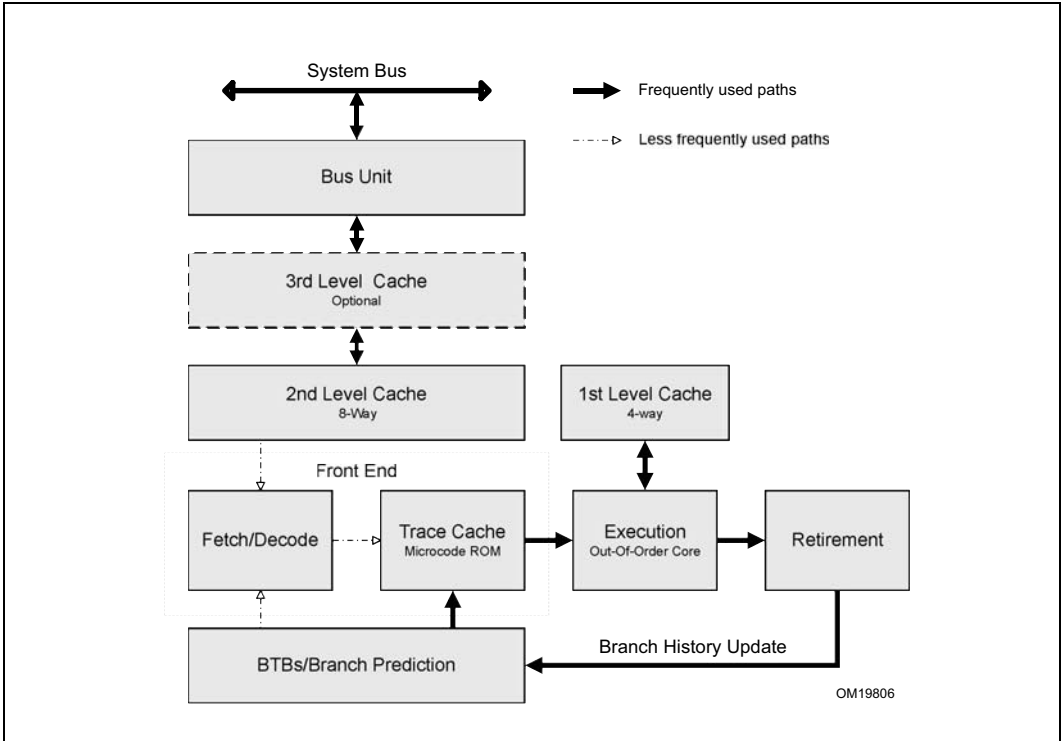 System Bus
Frequently used paths
Less frequently used paths
Bus Unit
3rd Level Cache
Optional
2nd Level Cache
8-Way
1st Level Cache
4-way
Front End
Fetch/Decode
Trace Cache
Microcode ROM
Execution
Out-Of-Order Core
Retirement
BTBs/Branch Prediction
Branch History Update
OM19806